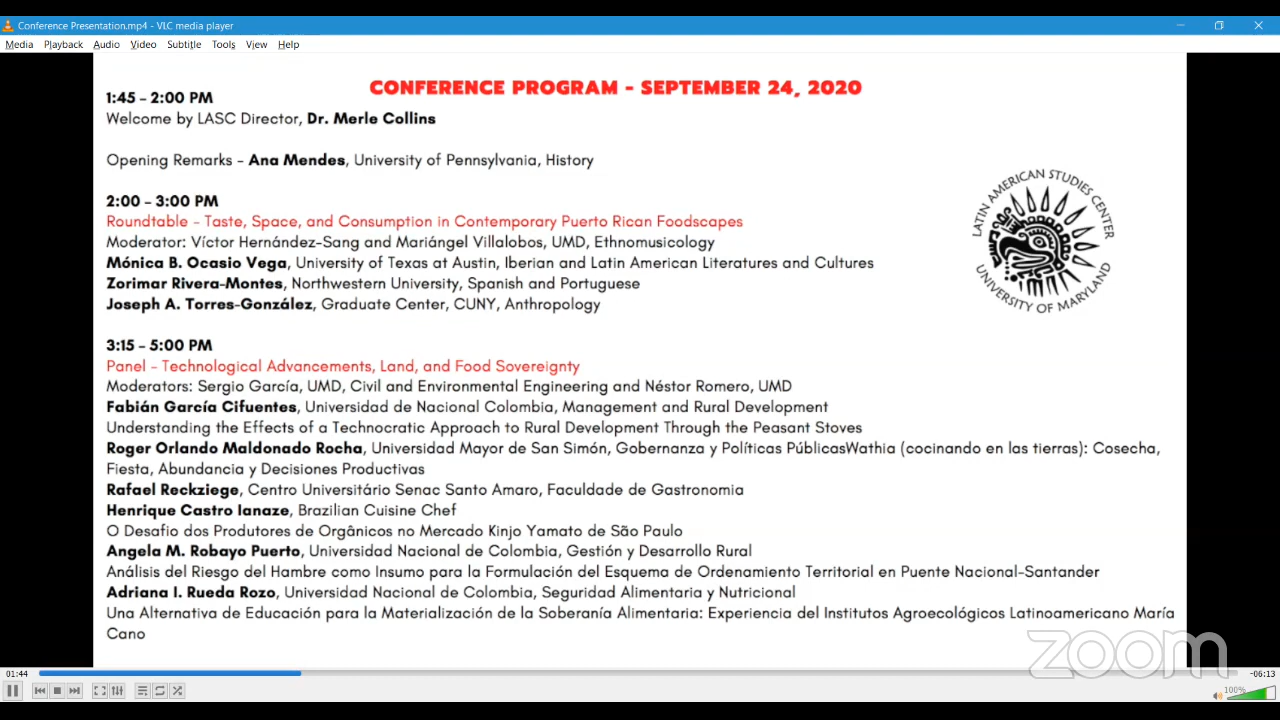 Conference Presentation.mp4 - VLC media player
Media Playback Audio Video Subtitle Tools View Help
CONFERENCE PROGRAM - SEPTEMBER 24, 2020
1:45 – 2:00 PM
Welcome by LASC Director, Dr. Merle Collins
Opening Remarks – Ana Mendes, University of Pennsylvania, History
2:00 – 3:00 PM
Roundtable – Taste, Space, and Consumption in Contemporary Puerto Rican Foodscapes
Moderator: Víctor Hernández-Sang and Mariángel Villalobos, UMD, Ethnomusicology
Mónica B. Ocasio Vega, University of Texas at Austin, Iberian and Latin American Literatures and Cultures
Zorimar Rivera-Montes, Northwestern University, Spanish and Portuguese
Joseph A. Torres-González, Graduate Center, CUNY, Anthropology
LATIN AMERICAN STUDIES CENTER
UNIVERSITY OF MARYLAND
3:15 – 5:00 PM
Panel – Technological Advancements, Land, and Food Sovereignty
Moderators: Sergio García, UMD, Civil and Environmental Engineering and Néstor Romero, UMD
Fabián García Cifuentes, Universidad de Nacional Colombia, Management and Rural Development
Understanding the Effects of a Technocratic Approach to Rural Development Through the Peasant Stoves
Roger Orlando Maldonado Rocha, Universidad Mayor de San Simón, Gobernanza y Políticas PúblicasWathia (cocinando en las tierras): Cosecha,
Fiesta, Abundancia y Decisiones Productivas
Rafael Reckziege, Centro Universitário Senac Santo Amaro, Faculdade de Gastronomia
Henrique Castro Ianaze, Brazilian Cuisine Chef
O Desafio dos Produtores de Orgânicos no Mercado Kinjo Yamato de São Paulo
Angela M. Robayo Puerto, Universidad Nacional de Colombia, Gestión y Desarrollo Rural
Análisis del Riesgo del Hambre como Insumo para la Formulación del Esquema de Ordenamiento Territorial en Puente Nacional-Santander
Adriana I. Rueda Rozo, Universidad Nacional de Colombia, Seguridad Alimentaria y Nutricional
Una Alternativa de Educación para la Materialización de la Soberanía Alimentaria: Experiencia del Institutos Agroecológicos Latinoamericano María
Cano
zoom
01:44
-06:13
100%